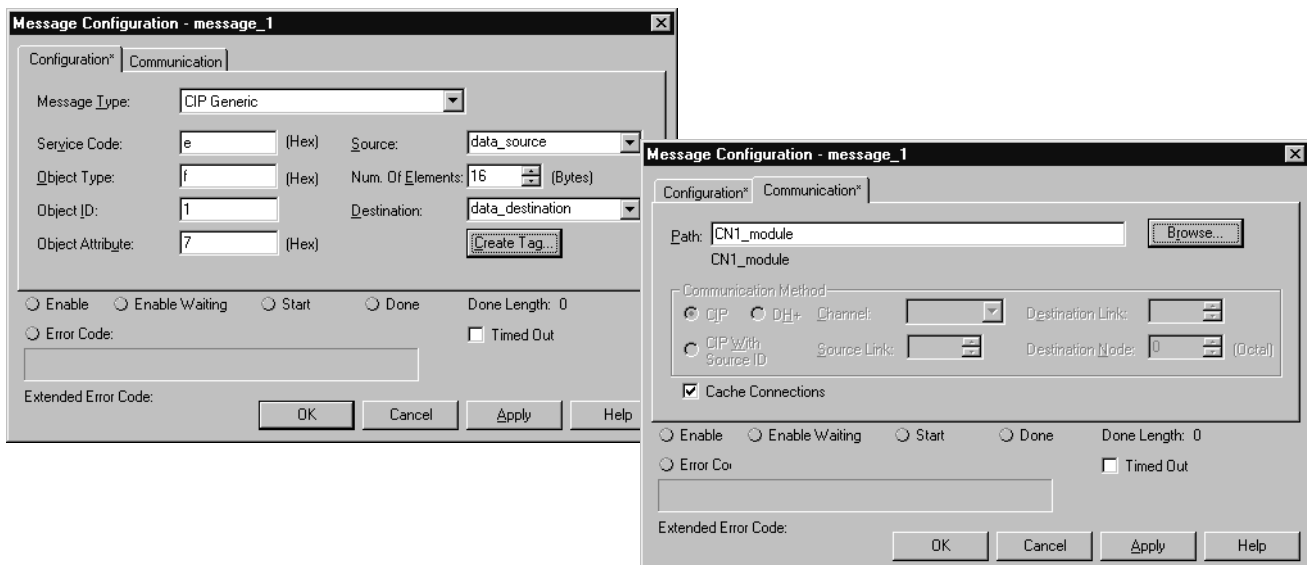 Message Configuration - message_1
Configuration* Communication
Message Type: CIP Generic
Service Code: e (Hex) Source: data_source
Object Type: f (Hex) Num. Of Elements: 16 (Bytes)
Object ID: 1 Destination: data_destination
Object Attribute: 7 (Hex) Create Tag...
Enable Enable Waiting Start Done Done Length: 0
Error Code: Timed Out
Extended Error Code:
OK Cancel Apply Help
Message Configuration - message_1
Configuration* Communication*
Path: CN1_module Browse...
CN1_module
Communication Method
CIP DH+ Channel: Destination Link:
CIP With Source ID Source Link: Destination Node: 0 (Octal)
Cache Connections
Enable Enable Waiting Start Done Done Length: 0
Error Co Timed Out
Extended Error Code:
OK Cancel Apply Help